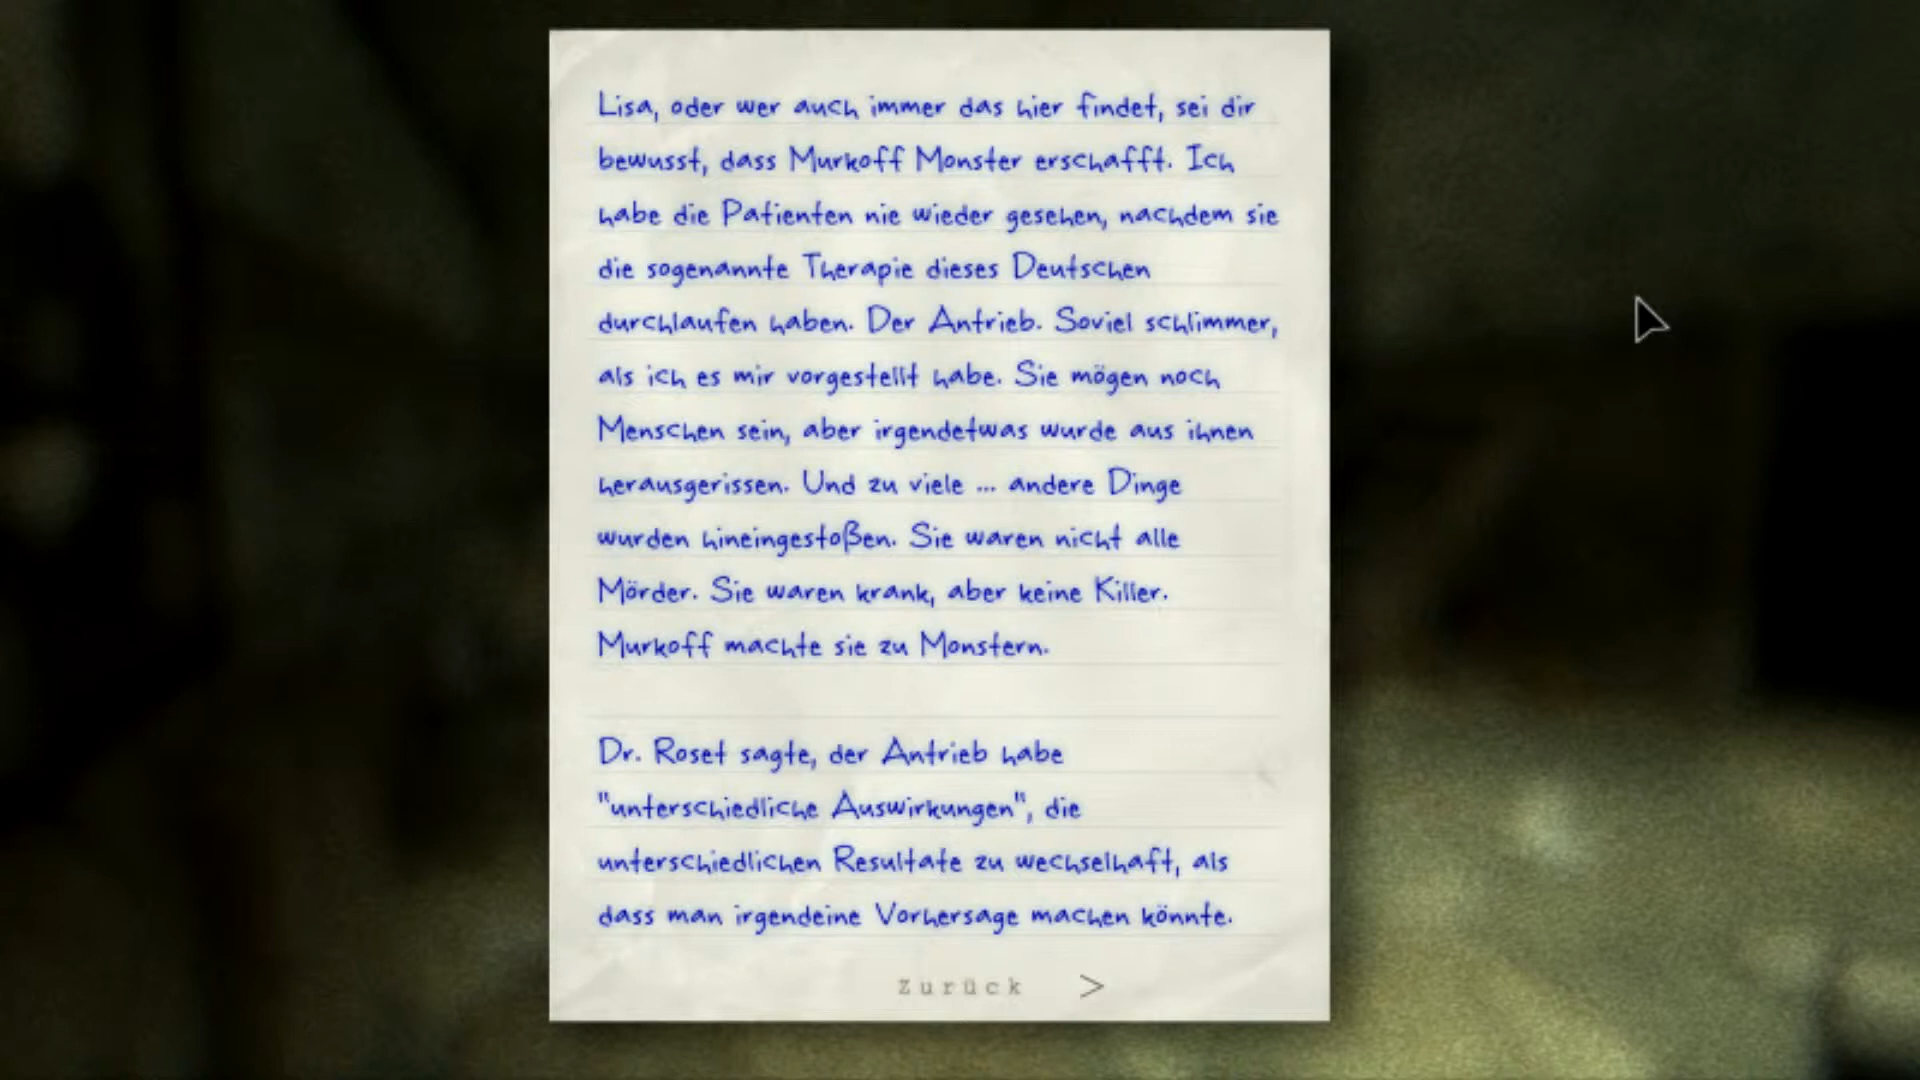 Lisa, oder wer auch immer das hier findet, sei dir
bewusst, dass Murkoff Monster erschafft. Ich
habe die Patienten nie wieder gesehen, nachdem sie
die sogenannte Therapie dieses Deutschen
durchlaufen haben. Der Antrieb. Soviel schlimmer,
als ich es mir vorgestellt habe. Sie mögen noch
Menschen sein, aber irgendetwas wurde aus ihnen
herausgerissen. Und zu viele ... andere Dinge
wurden hineingestoßen. Sie waren nicht alle
Mörder. Sie waren krank, aber keine Killer.
Murkoff machte sie zu Monstern.
Dr. Roset sagte, der Antrieb habe
"unterschiedliche Auswirkungen", die
unterschiedlichen Resultate zu wechselhaft, als
dass man irgendeine Vorhersage machen könnte.
Zurück >